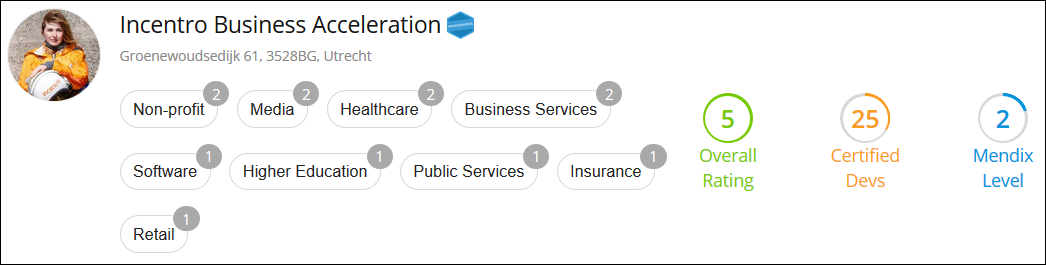 Incentro Business Acceleration
Groenewoudsedijk 61, 3528BG, Utrecht
Non-profit 2 Media 2 Healthcare 2 Business Services 2
Software 1 Higher Education 1 Public Services 1 Insurance 1
Retail 1
5 25 2
Overall Certified Mendix
Rating Devs Level